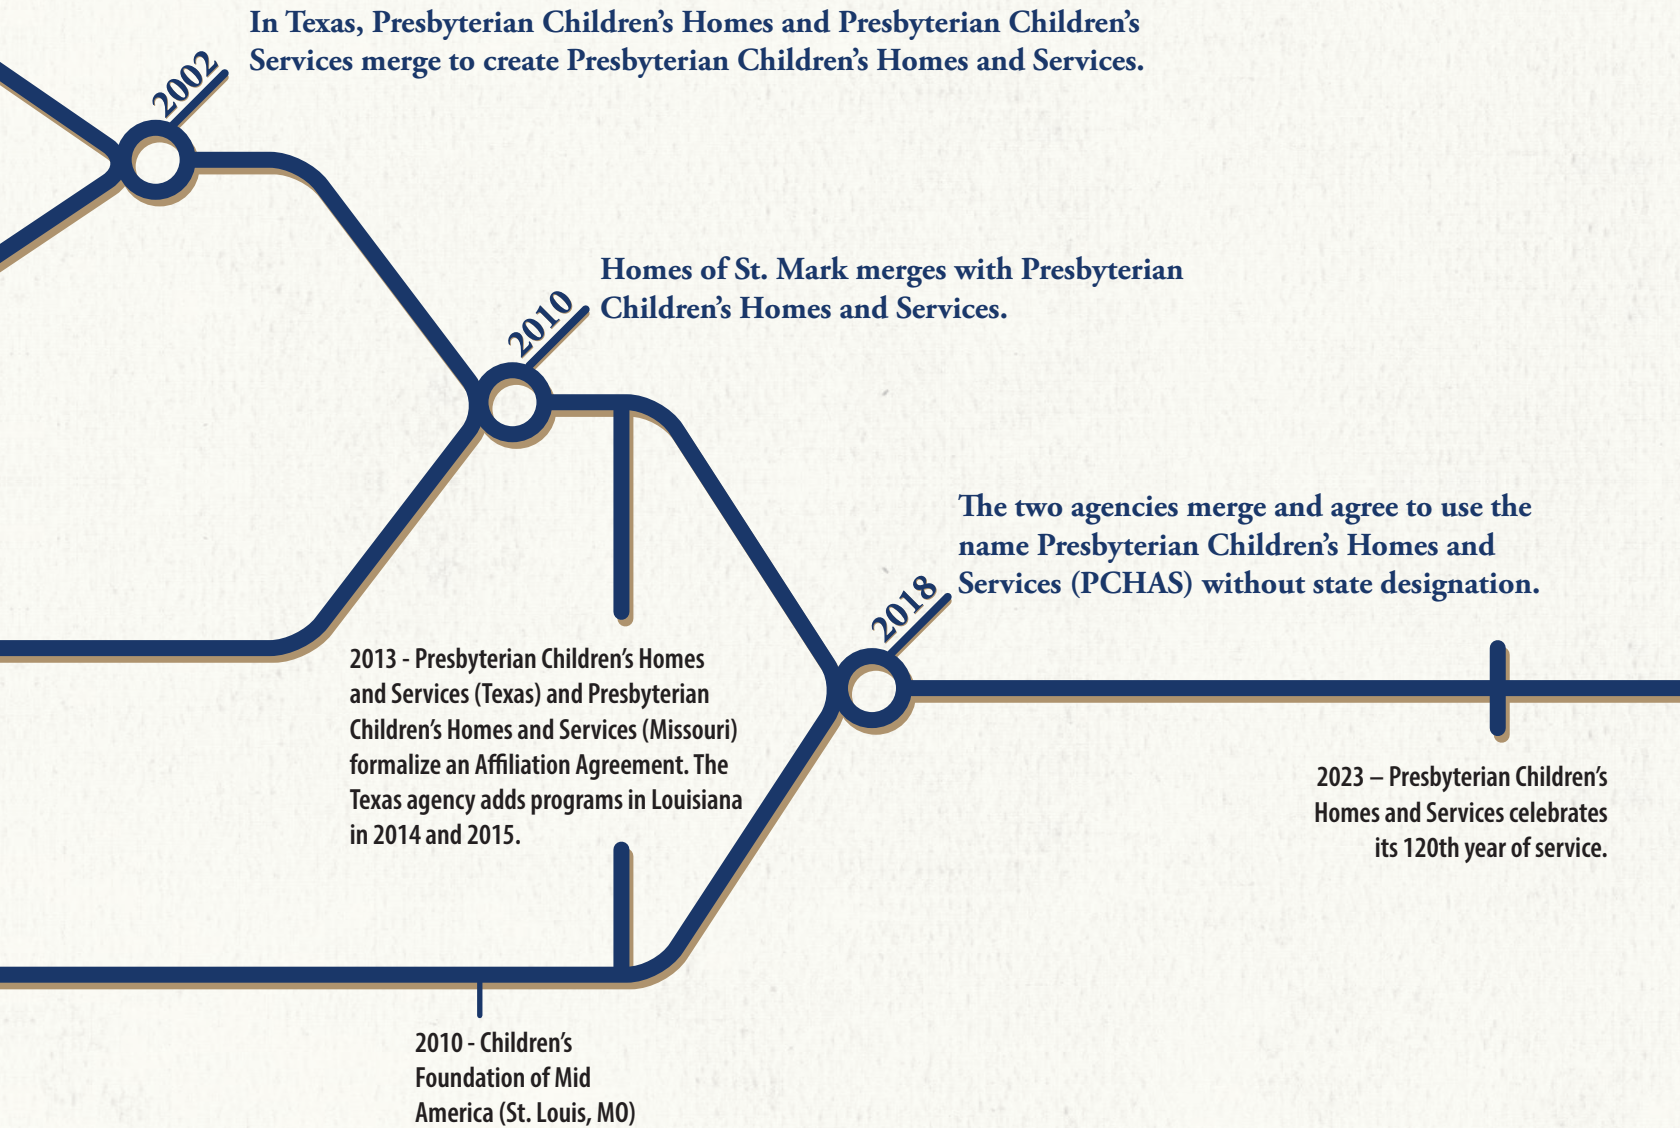 In Texas, Presbyterian Children’s Homes and Presbyterian Children’s
Services merge to create Presbyterian Children’s Homes and Services.
2002
Homes of St. Mark merges with Presbyterian
Children’s Homes and Services.
2010
The two agencies merge and agree to use the
name Presbyterian Children’s Homes and
Services (PCHAS) without state designation.
2018
2013 - Presbyterian Children’s Homes
and Services (Texas) and Presbyterian
Children’s Homes and Services (Missouri)
formalize an Affiliation Agreement. The
Texas agency adds programs in Louisiana
in 2014 and 2015.
2023 – Presbyterian Children’s
Homes and Services celebrates
its 120th year of service.
2010 - Children’s
Foundation of Mid
America (St. Louis, MO)